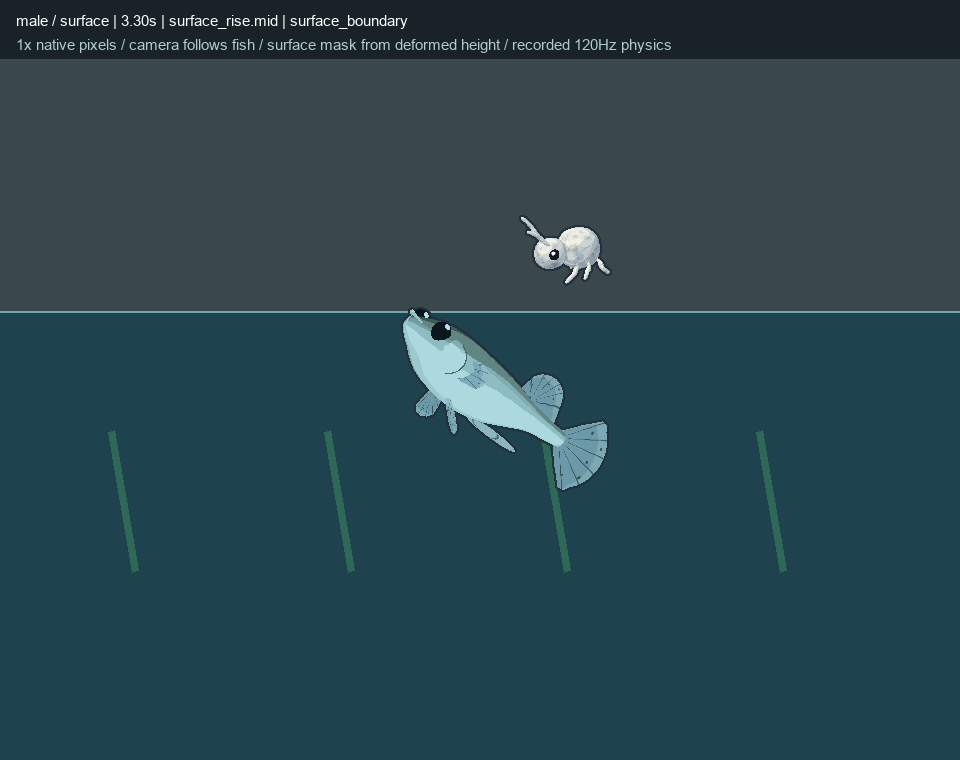 male / surface | 3.30s | surface_rise.mid | surface_boundary
1x native pixels / camera follows fish / surface mask from deformed height / recorded 120Hz physics